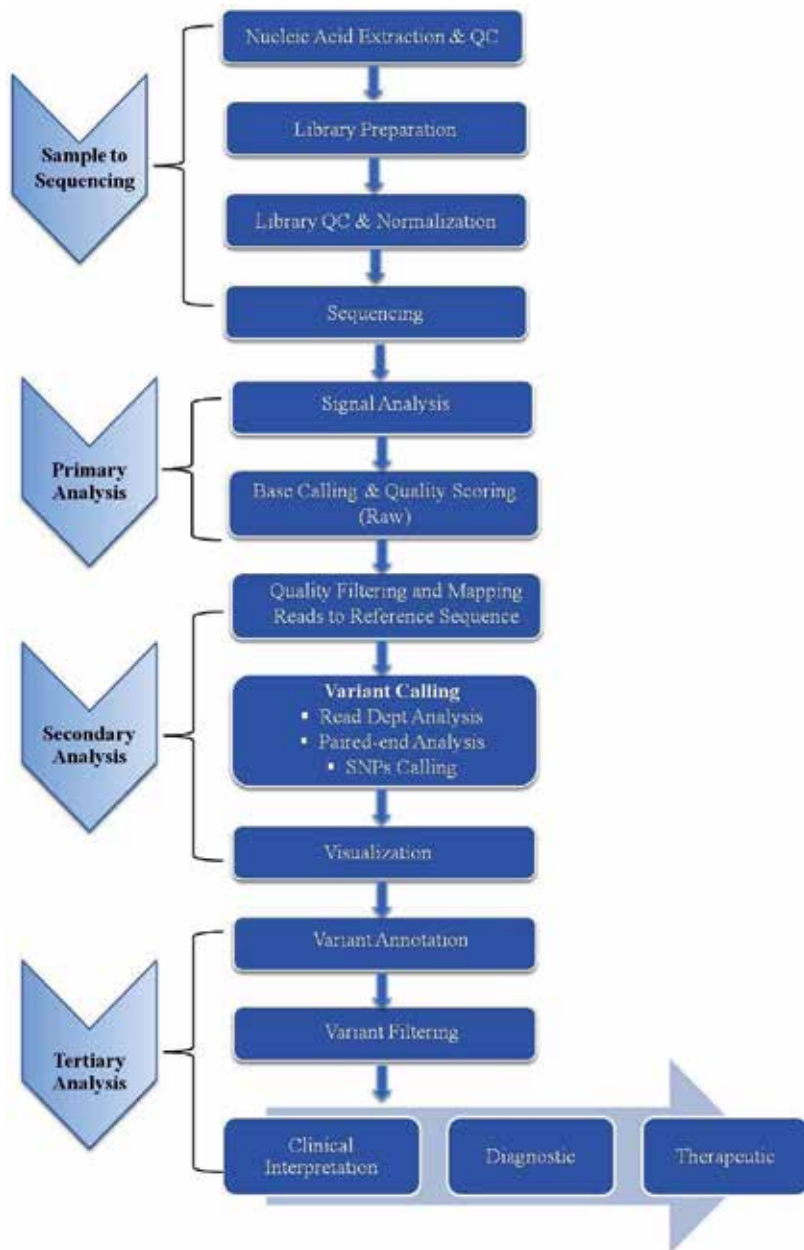 Nucleic Acid Extraction & QC
Library Preparation
Sample to
Sequencing
Library QC & Normalization
Sequencing
Signal Analysis
Primary
Analysis
Base Calling & Quality Scoring
(Raw)
Quality Filtering and Mapping
Reads to Reference Sequence
Secondary
Analysis
Variant Calling
▪ Read Dept Analysis
▪ Paired-end Analysis
▪ SNPs Calling
Visualization
Variant Annotation
Variant Filtering
Tertiary
Analysis
Clinical
Interpretation
Diagnostic
Therapeutic